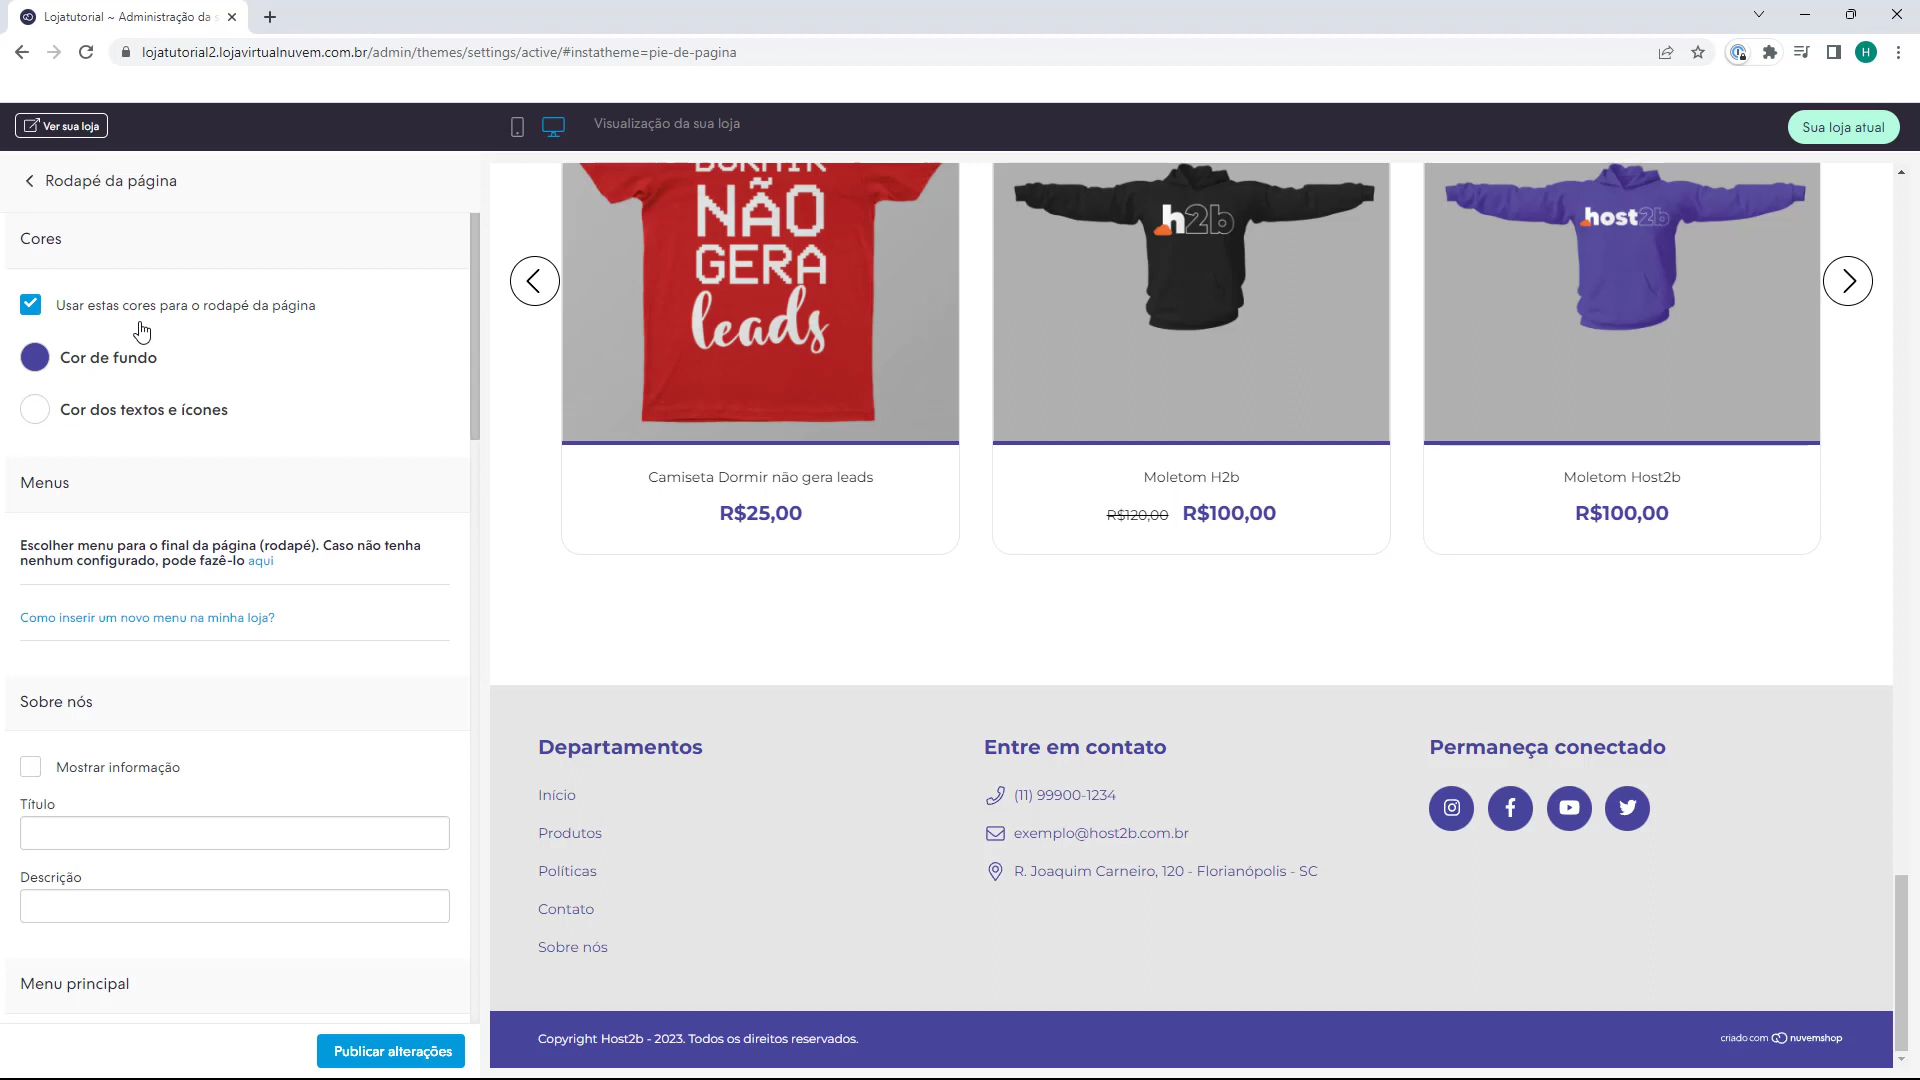 Lojatutorial ~ Administração da s
lojatutorial2.lojavirtualnuvem.com.br/admin/themes/settings/active/#instatheme=pie-de-pagina
H
Ver sua loja
Visualização da sua loja
Sua loja atual
Rodapé da página
Cores
Usar estas cores para o rodapé da página
Cor de fundo
Cor dos textos e ícones
Menus
Escolher menu para o final da página (rodapé). Caso não tenha
nenhum configurado, pode fazê-lo aqui
Como inserir um novo menu na minha loja?
Sobre nós
Mostrar informação
Título
Descrição
Menu principal
Publicar alterações
DORMIR
NÃO
GERA
leads
h2b
host2b
Camiseta Dormir não gera leads
R$25,00
Moletom H2b
R$120,00 R$100,00
Moletom Host2b
R$100,00
Departamentos
Início
Produtos
Políticas
Contato
Sobre nós
Entre em contato
(11) 99900-1234
exemplo@host2b.com.br
R. Joaquim Carneiro, 120 - Florianópolis - SC
Permaneça conectado
Copyright Host2b - 2023. Todos os direitos reservados.
criado com nuvemshop